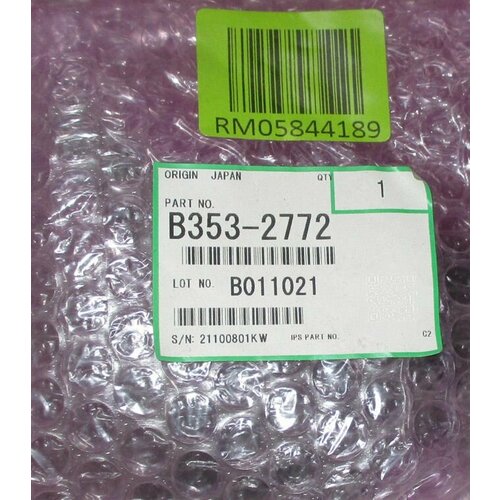 RM05844189
ORIGIN JAPAN QTY 1
PART NO.
B353-2772
LOT NO. B011021
S/N: 21100801KW IPS PART NO. C2